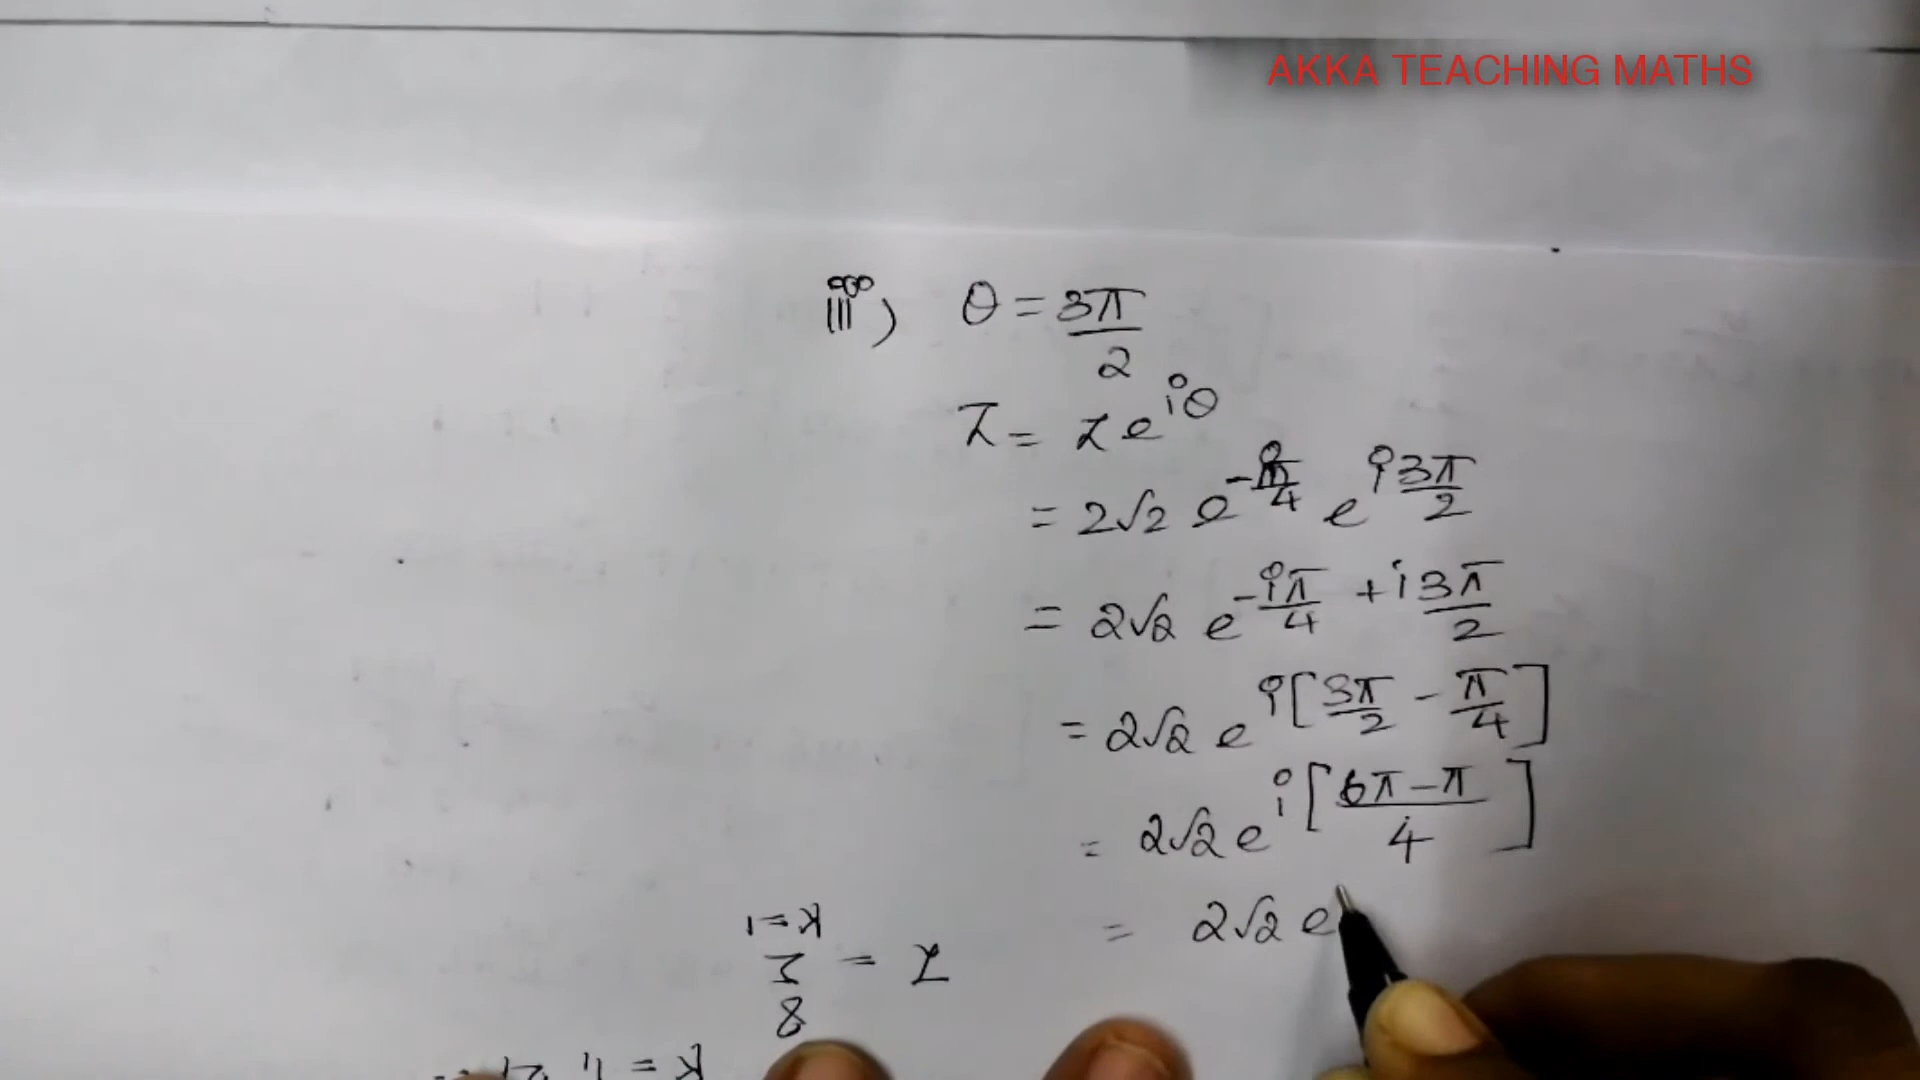 AKKA TEACHING MATHS
iii) θ = 3π/2
z = z e^{iθ}
= 2√2 e^{-iπ/4} e^{i3π/2}
= 2√2 e^{-iπ/4 + i3π/2}
= 2√2 e^{i[3π/2 - π/4]}
= 2√2 e^{i[6π-π/4]}
= 2√2 e